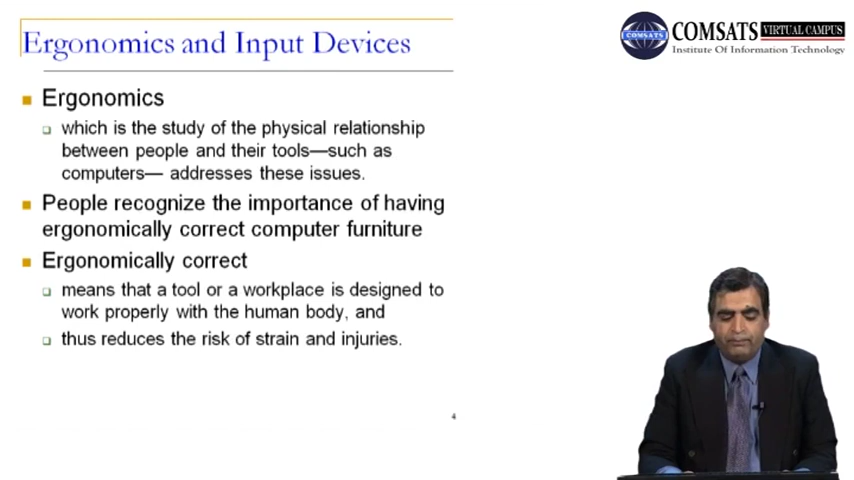 Ergonomics and Input Devices
COMSATS
COMSATS VIRTUAL CAMPUS
Institute Of Information Technology
Ergonomics
which is the study of the physical relationship
between people and their tools—such as
computers— addresses these issues.
People recognize the importance of having
ergonomically correct computer furniture
Ergonomically correct
means that a tool or a workplace is designed to
work properly with the human body, and
thus reduces the risk of strain and injuries.
4